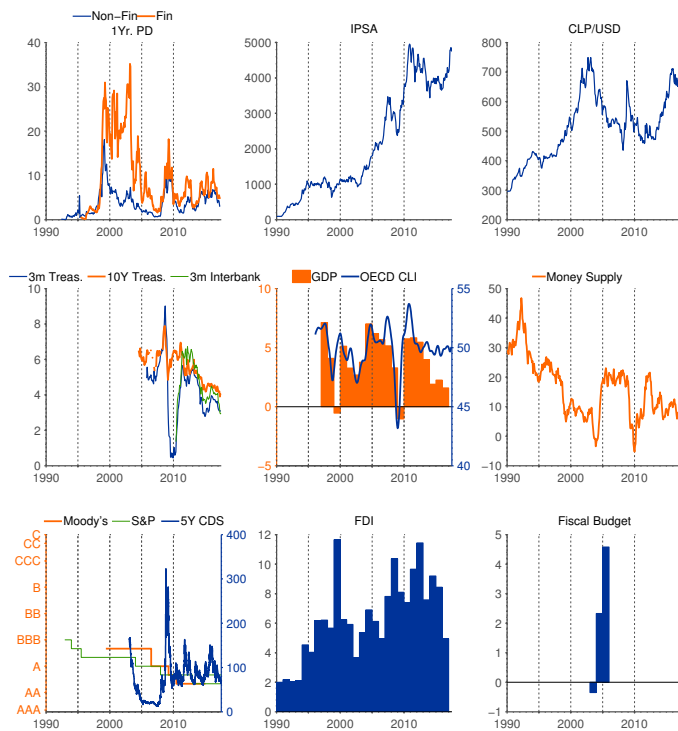 Non-Fin Fin
1Yr. PD
IPSA
CLP/USD
40
30
20
10
0
1990 2000 2010
5000
4000
3000
2000
1000
0
1990 2000 2010
800
700
600
500
400
300
200
1990 2000 2010
3m Treas. 10Y Treas. 3m Interbank
GDP OECD CLI
Money Supply
10
8
6
4
2
0
1990 2000 2010
10
5
0
-5
55
50
45
40
1990 2000 2010
50
40
30
20
10
0
-10
1990 2000 2010
Moody's S&P 5Y CDS
FDI
Fiscal Budget
C
CC
CCC
B
BB
BBB
A
AA
AAA
400
300
200
100
0
1990 2000 2010
12
10
8
6
4
2
0
1990 2000 2010
5
4
3
2
1
0
-1
1990 2000 2010